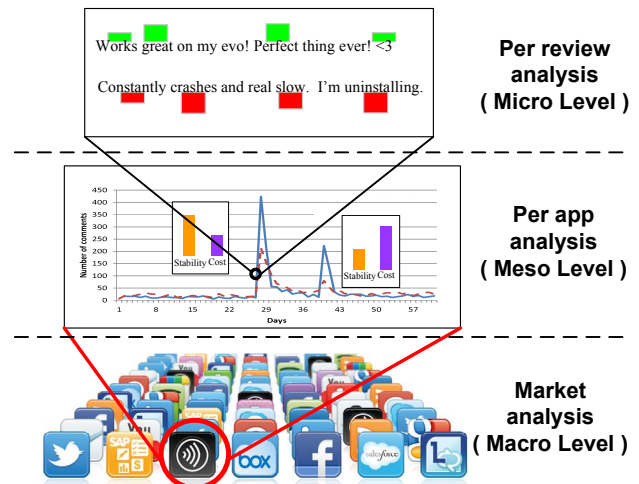 Works great on my evo! Perfect thing ever! <3
Constantly crashes and real slow.  I'm uninstalling.
Per review
analysis
( Micro Level )
450
400
350
300
250
200
150
100
50
0
Number of comments
Stability Cost
Stability Cost
1 8 15 22 29 36 43 50 57
Days
Per app
analysis
( Meso Level )
You
SAP
box
f
salesforce
L
Market
analysis
( Macro Level )